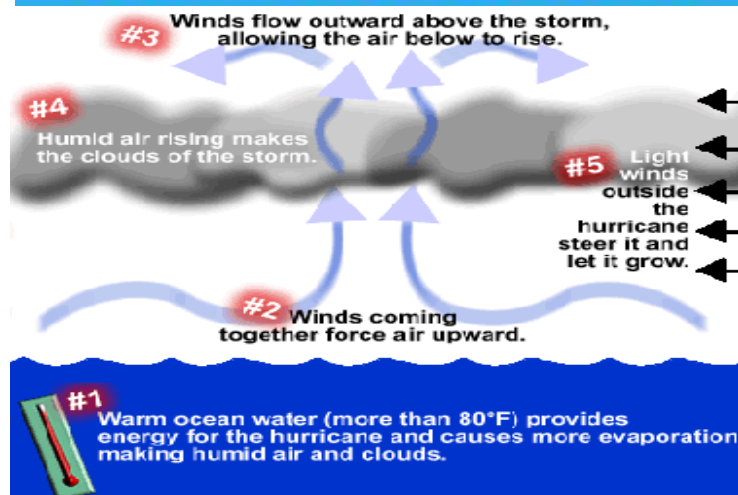 #3 Winds flow outward above the storm,
allowing the air below to rise.
#4
Humid air rising makes
the clouds of the storm.
#5 Light
winds
outside
the
hurricane
steer it and
let it grow.
#2 Winds coming
together force air upward.
#1
Warm ocean water (more than 80°F) provides
energy for the hurricane and causes more evaporation
making humid air and clouds.